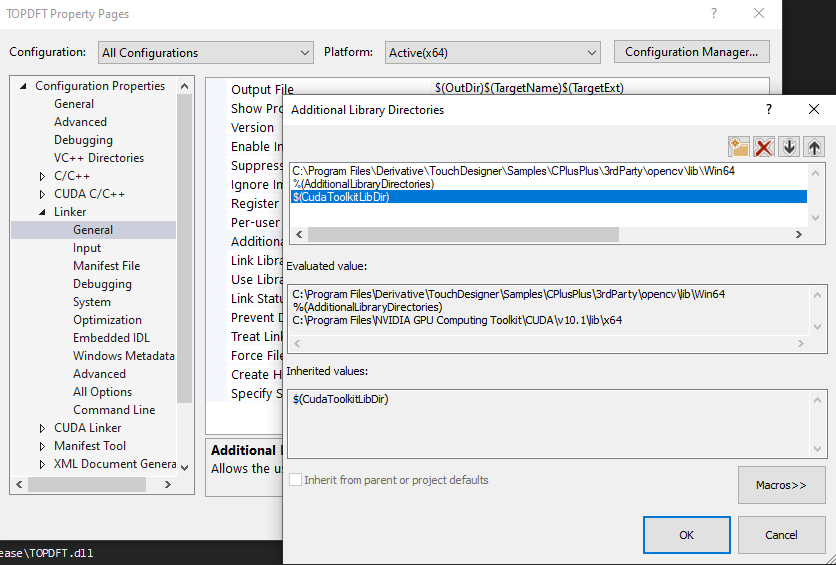 TOPDFT Property Pages
Configuration: All Configurations Platform: Active(x64) Configuration Manager...
Configuration Properties
General
Advanced
Debugging
VC++ Directories
C/C++
CUDA C/C++
Linker
General
Input
Manifest File
Debugging
System
Optimization
Embedded IDL
Windows Metadata
Advanced
All Options
Command Line
CUDA Linker
Manifest Tool
XML Document Genera
Output File $(OutDir)$(TargetName)$(TargetExt)
Show Pro
Version
Enable In
Suppress
Ignore Im
Register
Per-user
Additiona
Link Libra
Use Libra
Link Statu
Prevent D
Treat Link
Force File
Create H
Specify S
Additional
Allows the us
Additional Library Directories
C:\Program Files\Derivative\TouchDesigner\Samples\CPlusPlus\3rdParty\opencv\lib\Win64
%(AdditionalLibraryDirectories)
$(CudaToolkitLibDir)
Evaluated value:
C:\Program Files\Derivative\TouchDesigner\Samples\CPlusPlus\3rdParty\opencv\lib\Win64
%(AdditionalLibraryDirectories)
C:\Program Files\NVIDIA GPU Computing Toolkit\CUDA\v10.1\lib\x64
Inherited values:
$(CudaToolkitLibDir)
Inherit from parent or project defaults
Macros>>
OK Cancel
ease\TOPDFT.dll